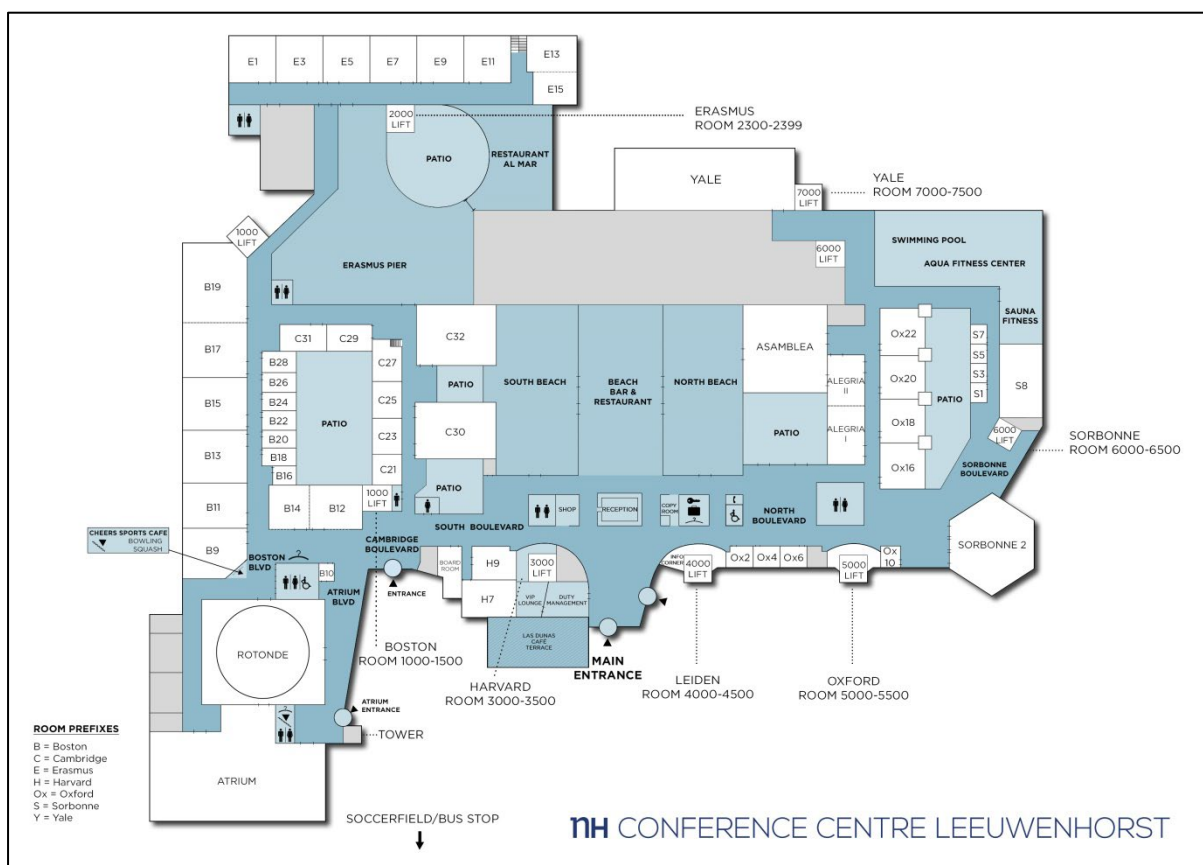 E1
E3
E5
E7
E9
E11
E13
E15
2000
LIFT
ERASMUS
ROOM 2300-2399
PATIO
RESTAURANT
AL MAR
YALE
7000
LIFT
YALE
ROOM 7000-7500
1000
LIFT
6000
LIFT
SWIMMING POOL
AQUA FITNESS CENTER
ERASMUS PIER
B19
B17
B15
B13
B11
B9
C31
C29
C32
B28
B26
B24
B22
B20
B18
B16
B14
B12
PATIO
C27
C25
C23
C21
1000
LIFT
PATIO
C30
PATIO
SOUTH BEACH
BEACH
BAR &
RESTAURANT
NORTH BEACH
ASAMBLEA
PATIO
ALEGRIA
II
ALEGRIA
I
Ox22
Ox20
Ox18
Ox16
PATIO
SAUNA
FITNESS
S7
S5
S3
S1
S8
6000
LIFT
SORBONNE
ROOM 6000-6500
SORBONNE
BOULEVARD
SHOP
RECEPTION
COPY
ROOM
SOUTH BOULEVARD
NORTH
BOULEVARD
CHEERS SPORTS CAFE
BOWLING
SQUASH
BOSTON
BLVD
CAMBRIDGE
BOULEVARD
B10
ATRIUM
BLVD
ENTRANCE
BOARD
ROOM
H9
3000
LIFT
H7
VIP
LOUNGE
DUTY
MANAGEMENT
LAS DUNAS
CAFÉ
TERRACE
INFO
CORNER
4000
LIFT
Ox2
Ox4
Ox6
5000
LIFT
Ox
10
SORBONNE 2
ROTONDE
BOSTON
ROOM 1000-1500
HARVARD
ROOM 3000-3500
MAIN
ENTRANCE
LEIDEN
ROOM 4000-4500
OXFORD
ROOM 5000-5500
ATRIUM
ENTRANCE
TOWER
ATRIUM
ROOM PREFIXES
B = Boston
C = Cambridge
E = Erasmus
H = Harvard
Ox = Oxford
S = Sorbonne
Y = Yale
SOCCERFIELD/BUS STOP
nH CONFERENCE CENTRE LEEUWENHORST